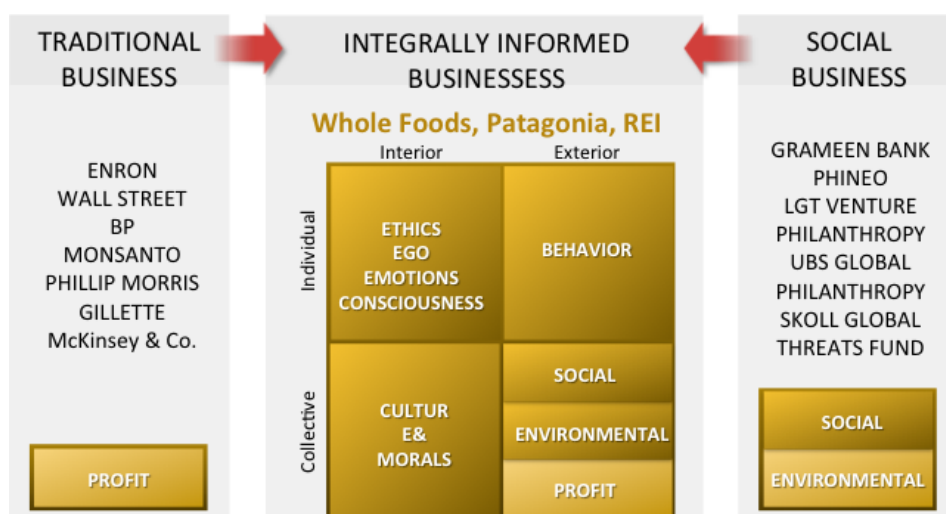 TRADITIONAL
BUSINESS
ENRON
WALL STREET
BP
MONSANTO
PHILLIP MORRIS
GILLETTE
McKinsey & Co.
PROFIT
INTEGRALLY INFORMED
BUSINESSESS
Whole Foods, Patagonia, REI
Interior
Exterior
Individual
ETHICS
EGO
EMOTIONS
CONSCIOUSNESS
BEHAVIOR
Collective
CULTUR
E&
MORALS
SOCIAL
ENVIRONMENTAL
PROFIT
SOCIAL
BUSINESS
GRAMEEN BANK
PHINEO
LGT VENTURE
PHILANTHROPY
UBS GLOBAL
PHILANTHROPY
SKOLL GLOBAL
THREATS FUND
SOCIAL
ENVIRONMENTAL